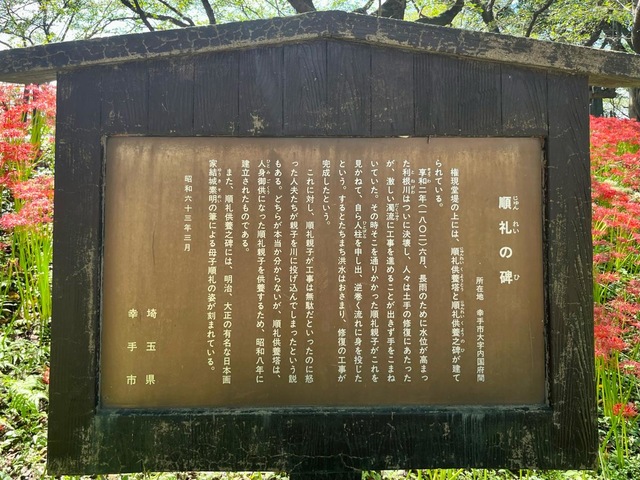 順礼の碑
じゅんれい ひ
所在地 幸手市大字内国府間
権現堂堤の上には、順礼供養塔と順礼供養之碑が建て
られている。
享和二年(一八〇二)六月、長雨のために水位が高まっ
た利根川はついに決壊し、人々は土手の修復にあたった
が、激しい濁流に工事を進めることが出きず手をこまね
いていた。その時そこを通りかかった順礼親子がこれを
見かねて、自ら人柱を申し出、逆巻く流れに身を投じた
という。するとたちまち洪水はおさまり、修復の工事が
完成したという。
これに対し、順礼親子が工事は無駄だといったのに怒
った人夫たちが親子を川に投げ込んでしまったという説
もある。どちらが本当か分からないが、順礼供養塔は、
人身御供になった順礼親子を供養するため、昭和八年に
建立されたものである。
また、順礼供養之碑には、明治、大正の有名な日本画
家結城素明の筆による母子順礼の姿が刻まれている。
昭和六十三年三月
埼玉県
幸手市